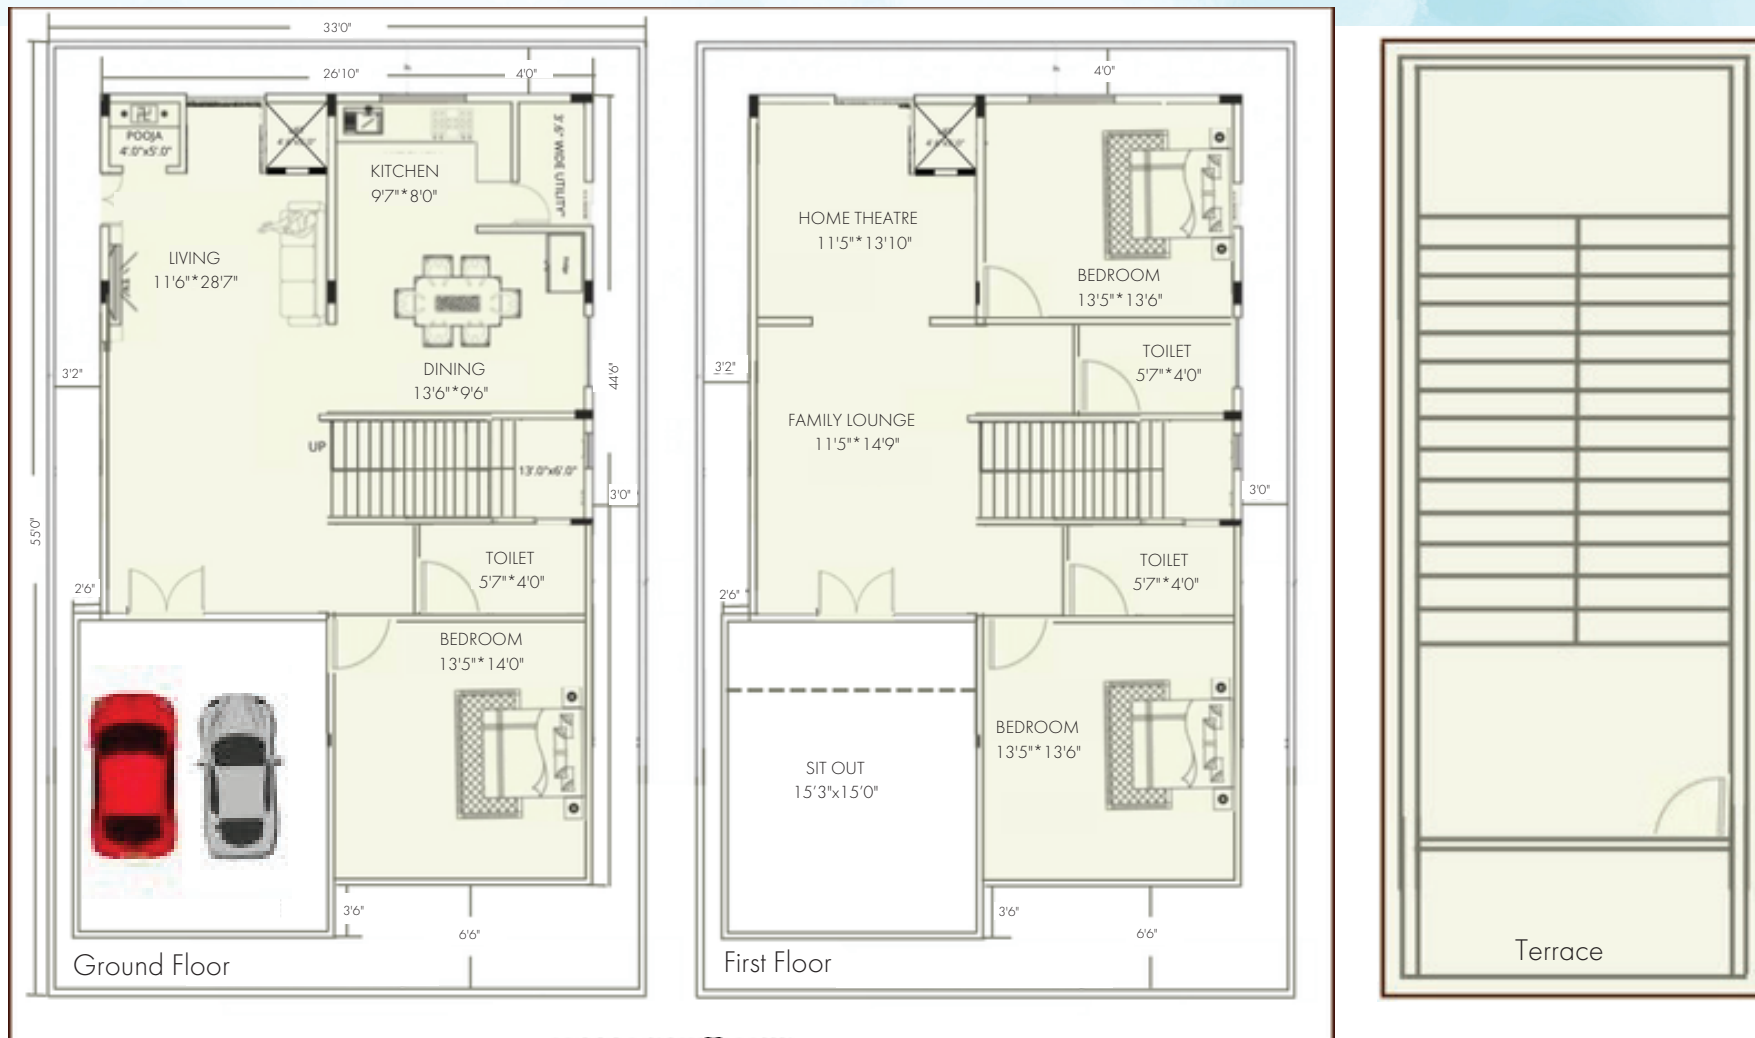 33'0"
26'10"
4'0"
POOJA
4'.0"x5'.0"
KITCHEN
9'7"*8'0"
3'.6" WIDE UTILITY
LIVING
11'6"*28'7"
DINING
13'6"*9'6"
3'2"
44'6"
UP
13'.0"x6'.0"
3'0"
55'0"
TOILET
5'7"*4'0"
2'6"
BEDROOM
13'5"*14'0"
3'6"
6'6"
Ground Floor
4'0"
HOME THEATRE
11'5"*13'10"
BEDROOM
13'5"*13'6"
TOILET
5'7"*4'0"
3'2"
FAMILY LOUNGE
11'5"*14'9"
3'0"
TOILET
5'7"*4'0"
2'6"
BEDROOM
13'5"*13'6"
SIT OUT
15'3"x15'0"
3'6"
6'6"
First Floor
Terrace